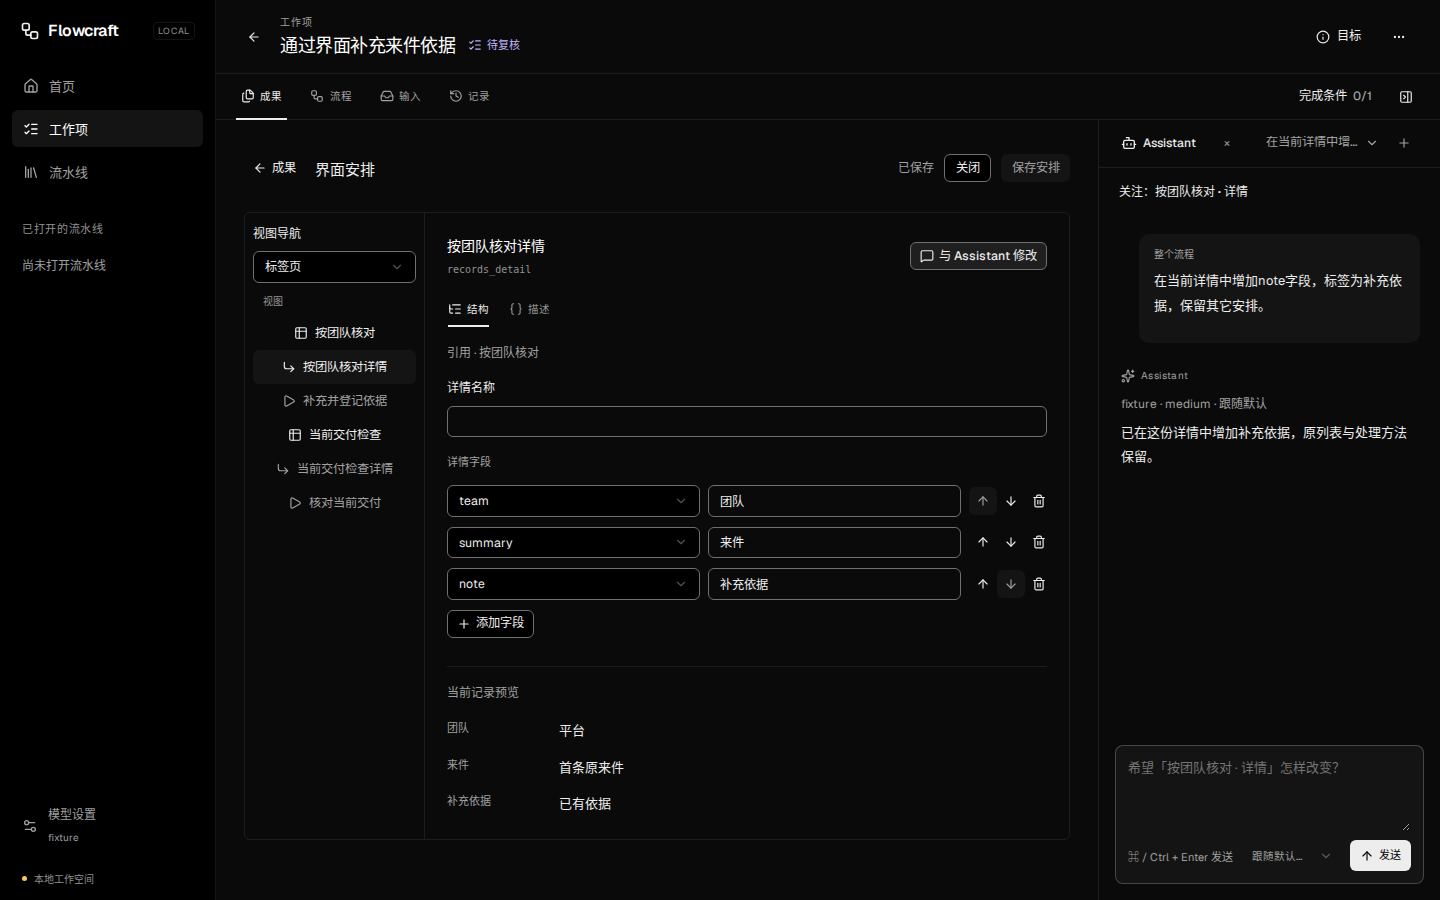 Flowcraft
LOCAL
首页
工作项
流水线
已打开的流水线
尚未打开流水线
模型设置
fixture
本地工作空间
工作项
通过界面补充来件依据
待复核
目标
成果
流程
输入
记录
完成条件 0/1
成果
界面安排
已保存
关闭
保存安排
视图导航
标签页
视图
按团队核对
按团队核对详情
补充并登记依据
当前交付检查
当前交付检查详情
核对当前交付
按团队核对详情
records_detail
与 Assistant 修改
结构
描述
引用 · 按团队核对
详情名称
详情字段
team
团队
summary
来件
note
补充依据
添加字段
当前记录预览
团队
平台
来件
首条原来件
补充依据
已有依据
Assistant
×
在当前详情中增...
关注：按团队核对 · 详情
整个流程
在当前详情中增加note字段，标签为补充依
据，保留其它安排。
Assistant
fixture · medium · 跟随默认
已在这份详情中增加补充依据，原列表与处理方法
保留。
希望「按团队核对 · 详情」怎样改变？
⌘ / Ctrl + Enter 发送
跟随默认...
发送